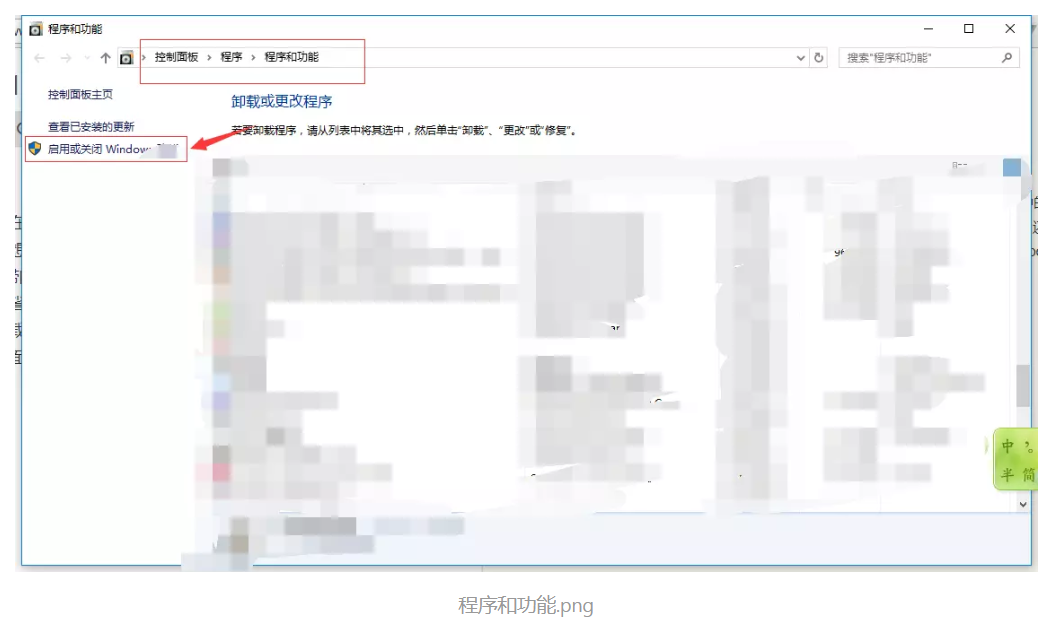 程序和功能
控制面板 › 程序 › 程序和功能
搜索"程序和功能"
控制面板主页
卸载或更改程序
查看已安装的更新
若要卸载程序，请从列表中将其选中，然后单击“卸载”、“更改”或“修复”。
启用或关闭 Window
中
半 简
程序和功能.png